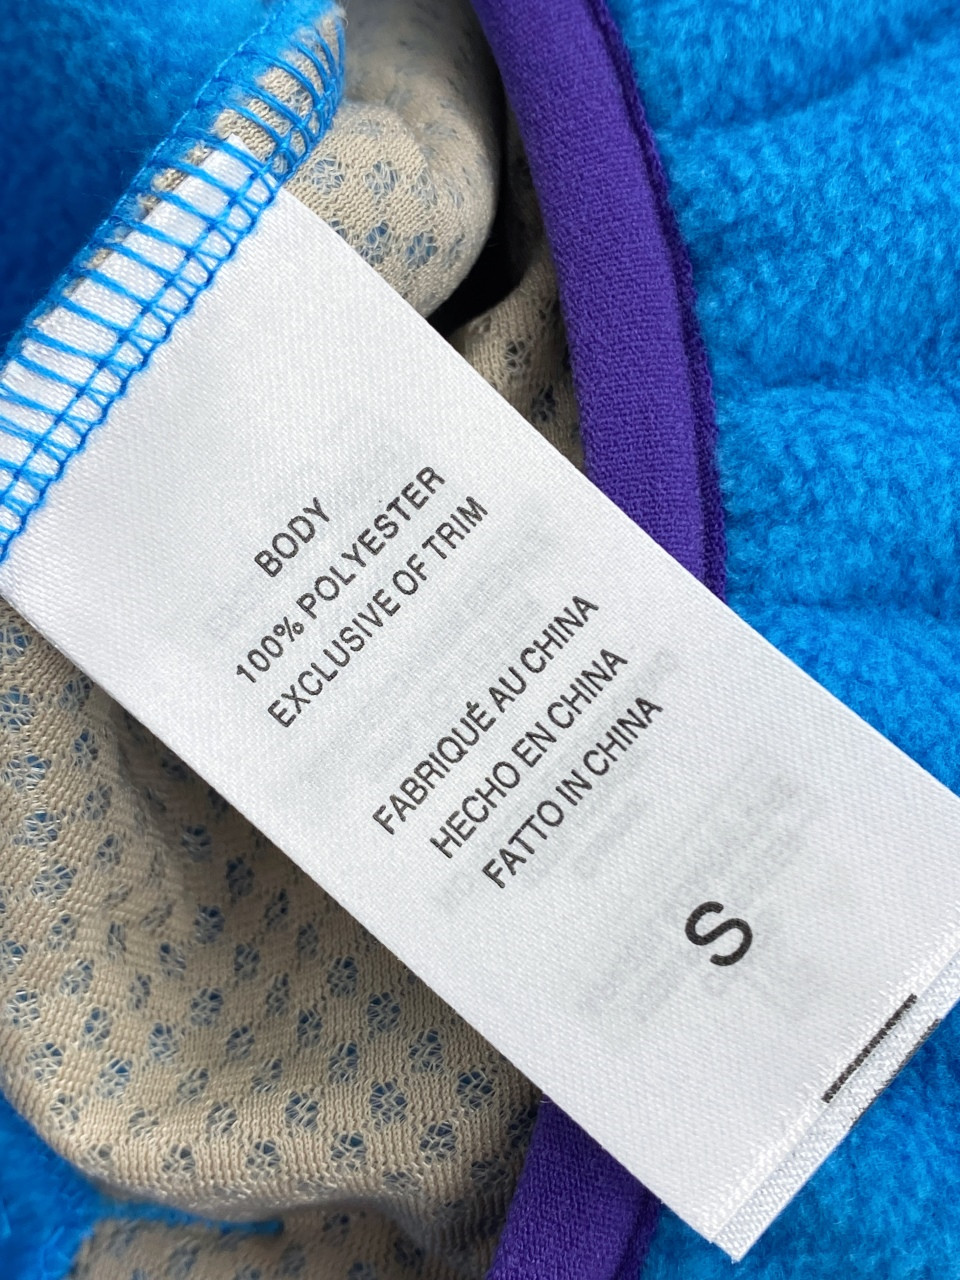 BODY
100% POLYESTER
EXCLUSIVE OF TRIM
FABRIQUÉ AU CHINA
HECHO EN CHINA
FATTO IN CHINA
S